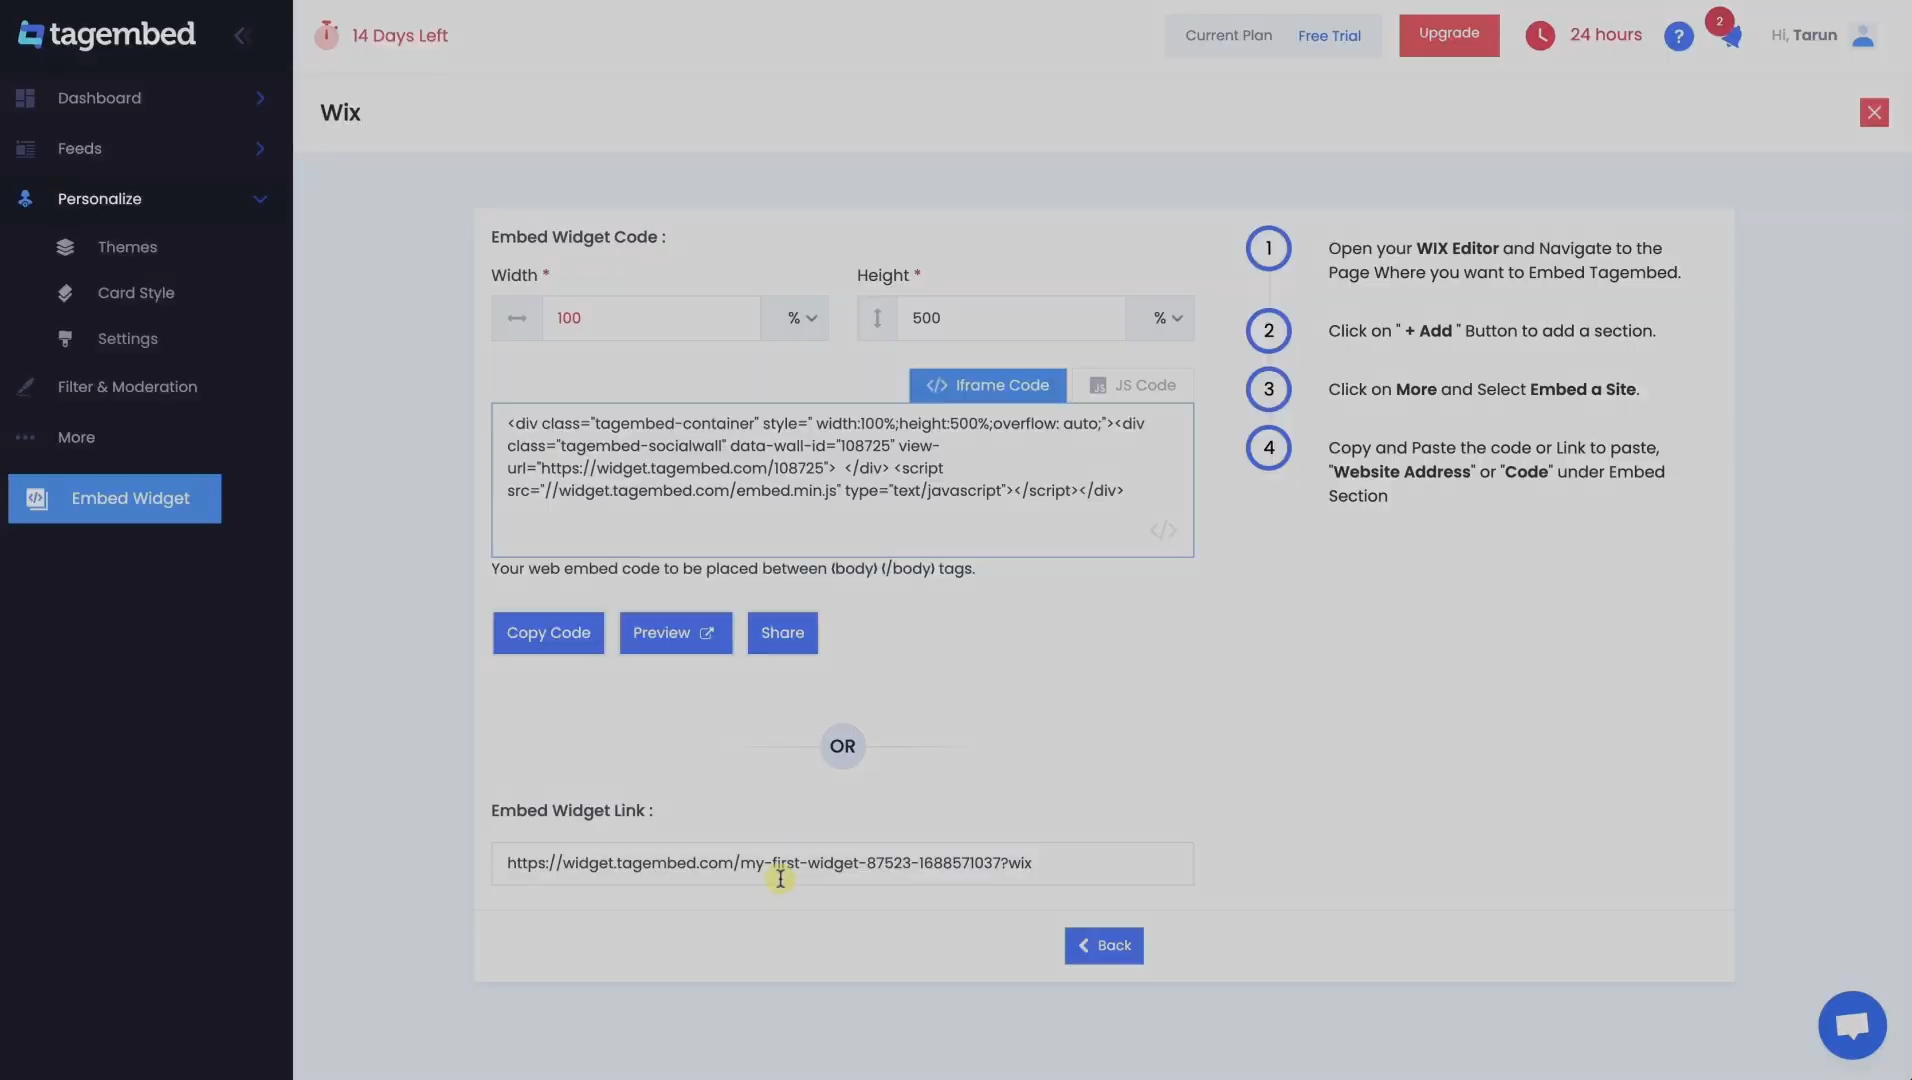 tagembed
14 Days Left
Current Plan Free Trial
Upgrade
24 hours
?
2
Hi, Tarun
Dashboard
Feeds
Personalize
Themes
Card Style
Settings
Filter & Moderation
More
Embed Widget
Wix
Embed Widget Code :
Width *
Height *
100
%
500
%
Iframe Code
JS
JS Code
<div class="tagembed-container" style=" width:100%;height:500%;overflow: auto;"><div
class="tagembed-socialwall" data-wall-id="108725" view-
url="https://widget.tagembed.com/108725">  </div> <script
src="//widget.tagembed.com/embed.min.js" type="text/javascript"></script></div>
Your web embed code to be placed between (body) (/body) tags.
Copy Code
Preview
Share
OR
Embed Widget Link :
https://widget.tagembed.com/my-first-widget-87523-1688571037?wix
Back
1
Open your WIX Editor and Navigate to the
Page Where you want to Embed Tagembed.
2
Click on " + Add " Button to add a section.
3
Click on More and Select Embed a Site.
4
Copy and Paste the code or Link to paste,
"Website Address" or "Code" under Embed
Section